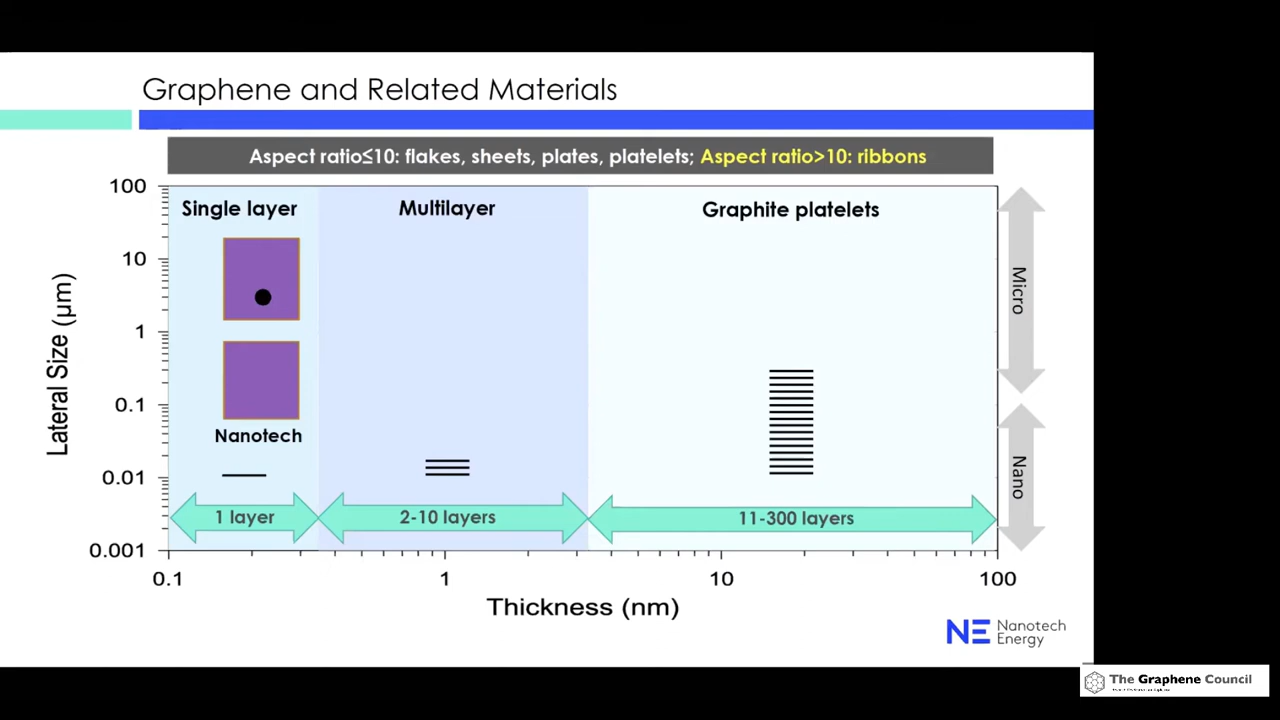 Graphene and Related Materials
Aspect ratio≤10: flakes, sheets, plates, platelets; Aspect ratio>10: ribbons
100
10
1
0.1
0.01
0.001
Lateral Size (μm)
Single layer
Multilayer
Graphite platelets
Nanotech
1 layer
2-10 layers
11-300 layers
Micro
Nano
0.1
1
10
100
Thickness (nm)
NE Nanotech
Energy
The Graphene Council